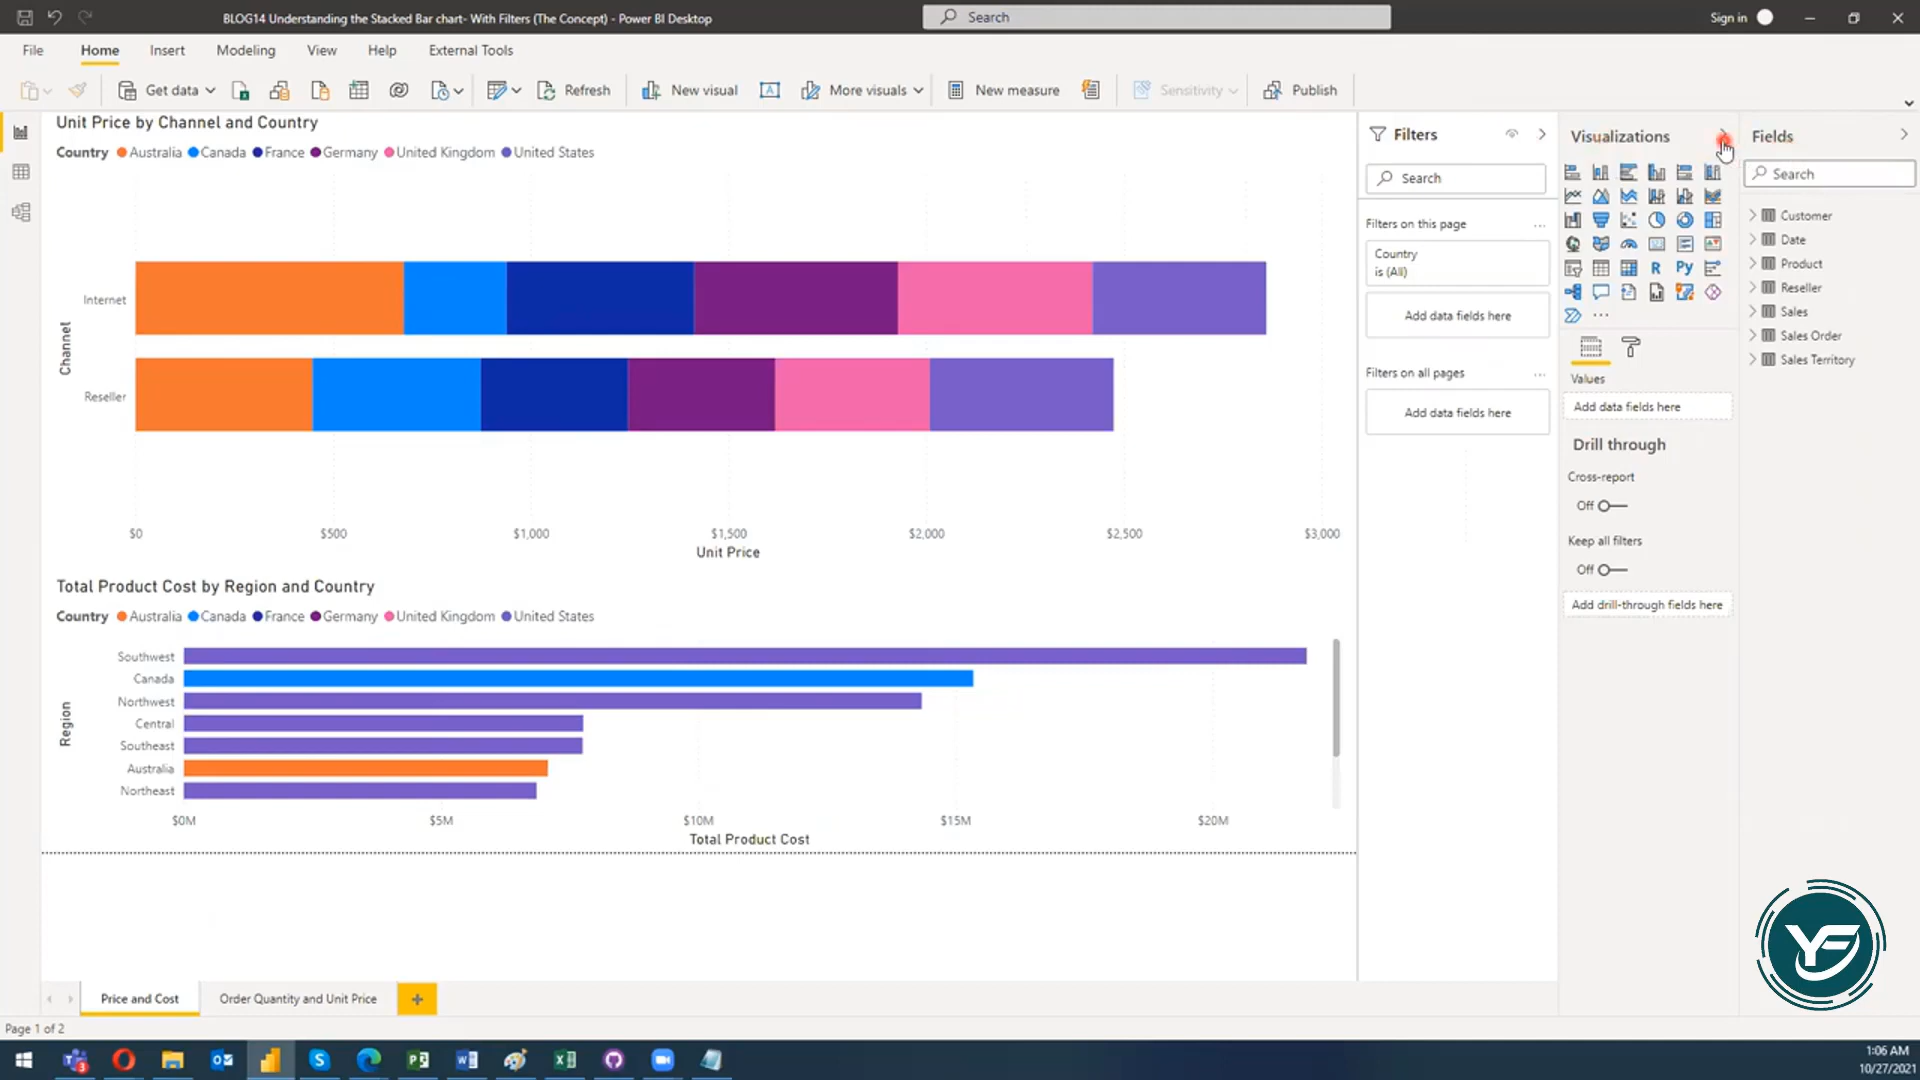 BLOG14 Understanding the Stacked Bar chart- With Filters (The Concept) - Power BI Desktop
Search
Sign in
File
Home
Insert
Modeling
View
Help
External Tools
Get data
Refresh
New visual
More visuals
New measure
Sensitivity
Publish
Unit Price by Channel and Country
Country Australia Canada France Germany United Kingdom United States
Channel
Internet
Reseller
$0 $500 $1,000 $1,500 $2,000 $2,500 $3,000
Unit Price
Total Product Cost by Region and Country
Country Australia Canada France Germany United Kingdom United States
Region
Southwest
Canada
Northwest
Central
Southeast
Australia
Northeast
$0M $5M $10M $15M $20M
Total Product Cost
Filters
Search
Filters on this page ...
Country
is (All)
Add data fields here
Filters on all pages ...
Add data fields here
Visualizations
R Py
...
Values
Add data fields here
Drill through
Cross-report
Off
Keep all filters
Off
Add drill-through fields here
Fields
Search
Customer
Date
Product
Reseller
Sales
Sales Order
Sales Territory
YF
Price and Cost
Order Quantity and Unit Price
+
Page 1 of 2
1:06 AM
10/27/2021